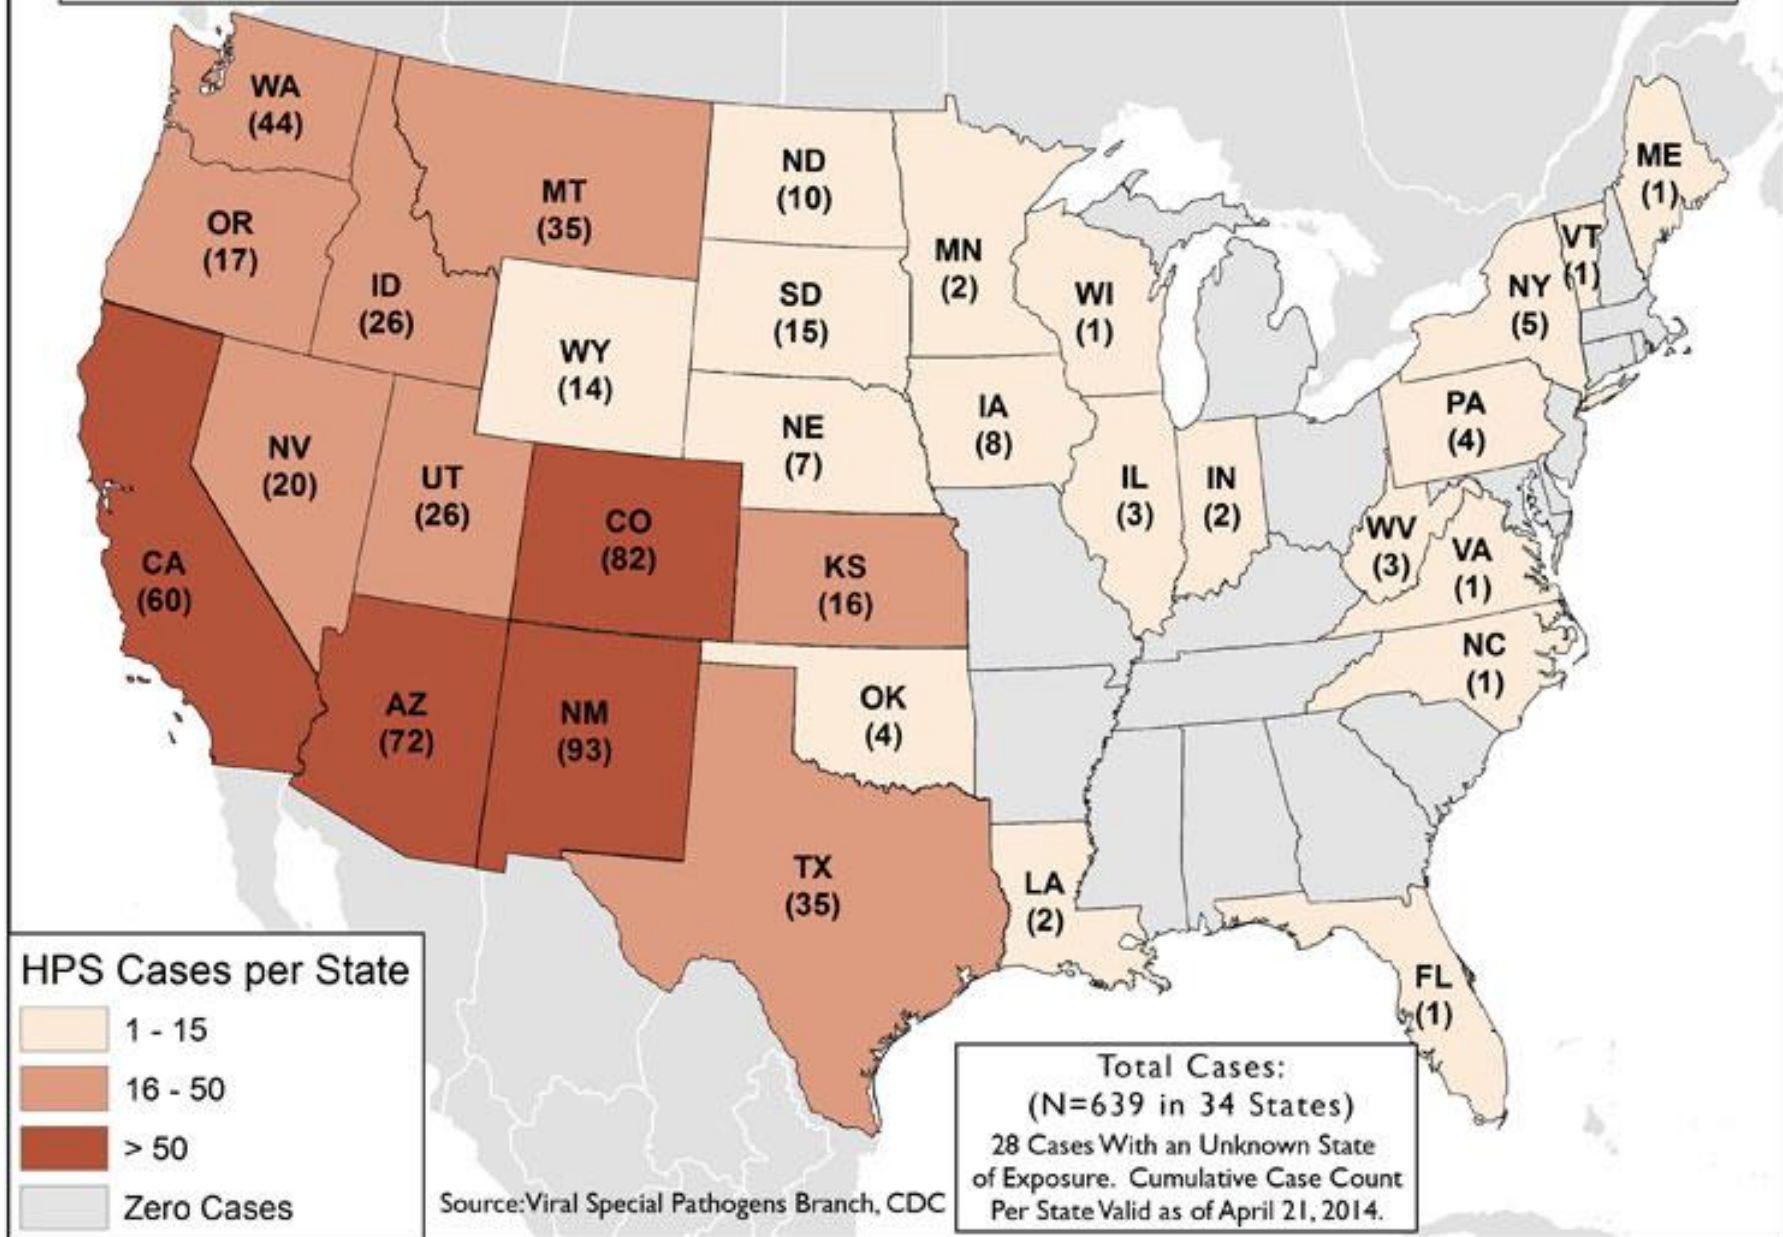 WA
(44)
MT
(35)
ND
(10)
ME
(1)
OR
(17)
ID
(26)
MN
(2)
VT
(1)
SD
(15)
WI
(1)
NY
(5)
WY
(14)
NE
(7)
IA
(8)
PA
(4)
NV
(20)
UT
(26)
IL
(3)
IN
(2)
CO
(82)
WV
(3)
VA
(1)
CA
(60)
KS
(16)
NC
(1)
AZ
(72)
NM
(93)
OK
(4)
TX
(35)
LA
(2)
FL
(1)
HPS Cases per State
1 - 15
16 - 50
> 50
Zero Cases
Source:Viral Special Pathogens Branch, CDC
Total Cases:
(N=639 in 34 States)
28 Cases With an Unknown State
of Exposure. Cumulative Case Count
Per State Valid as of April 21, 2014.